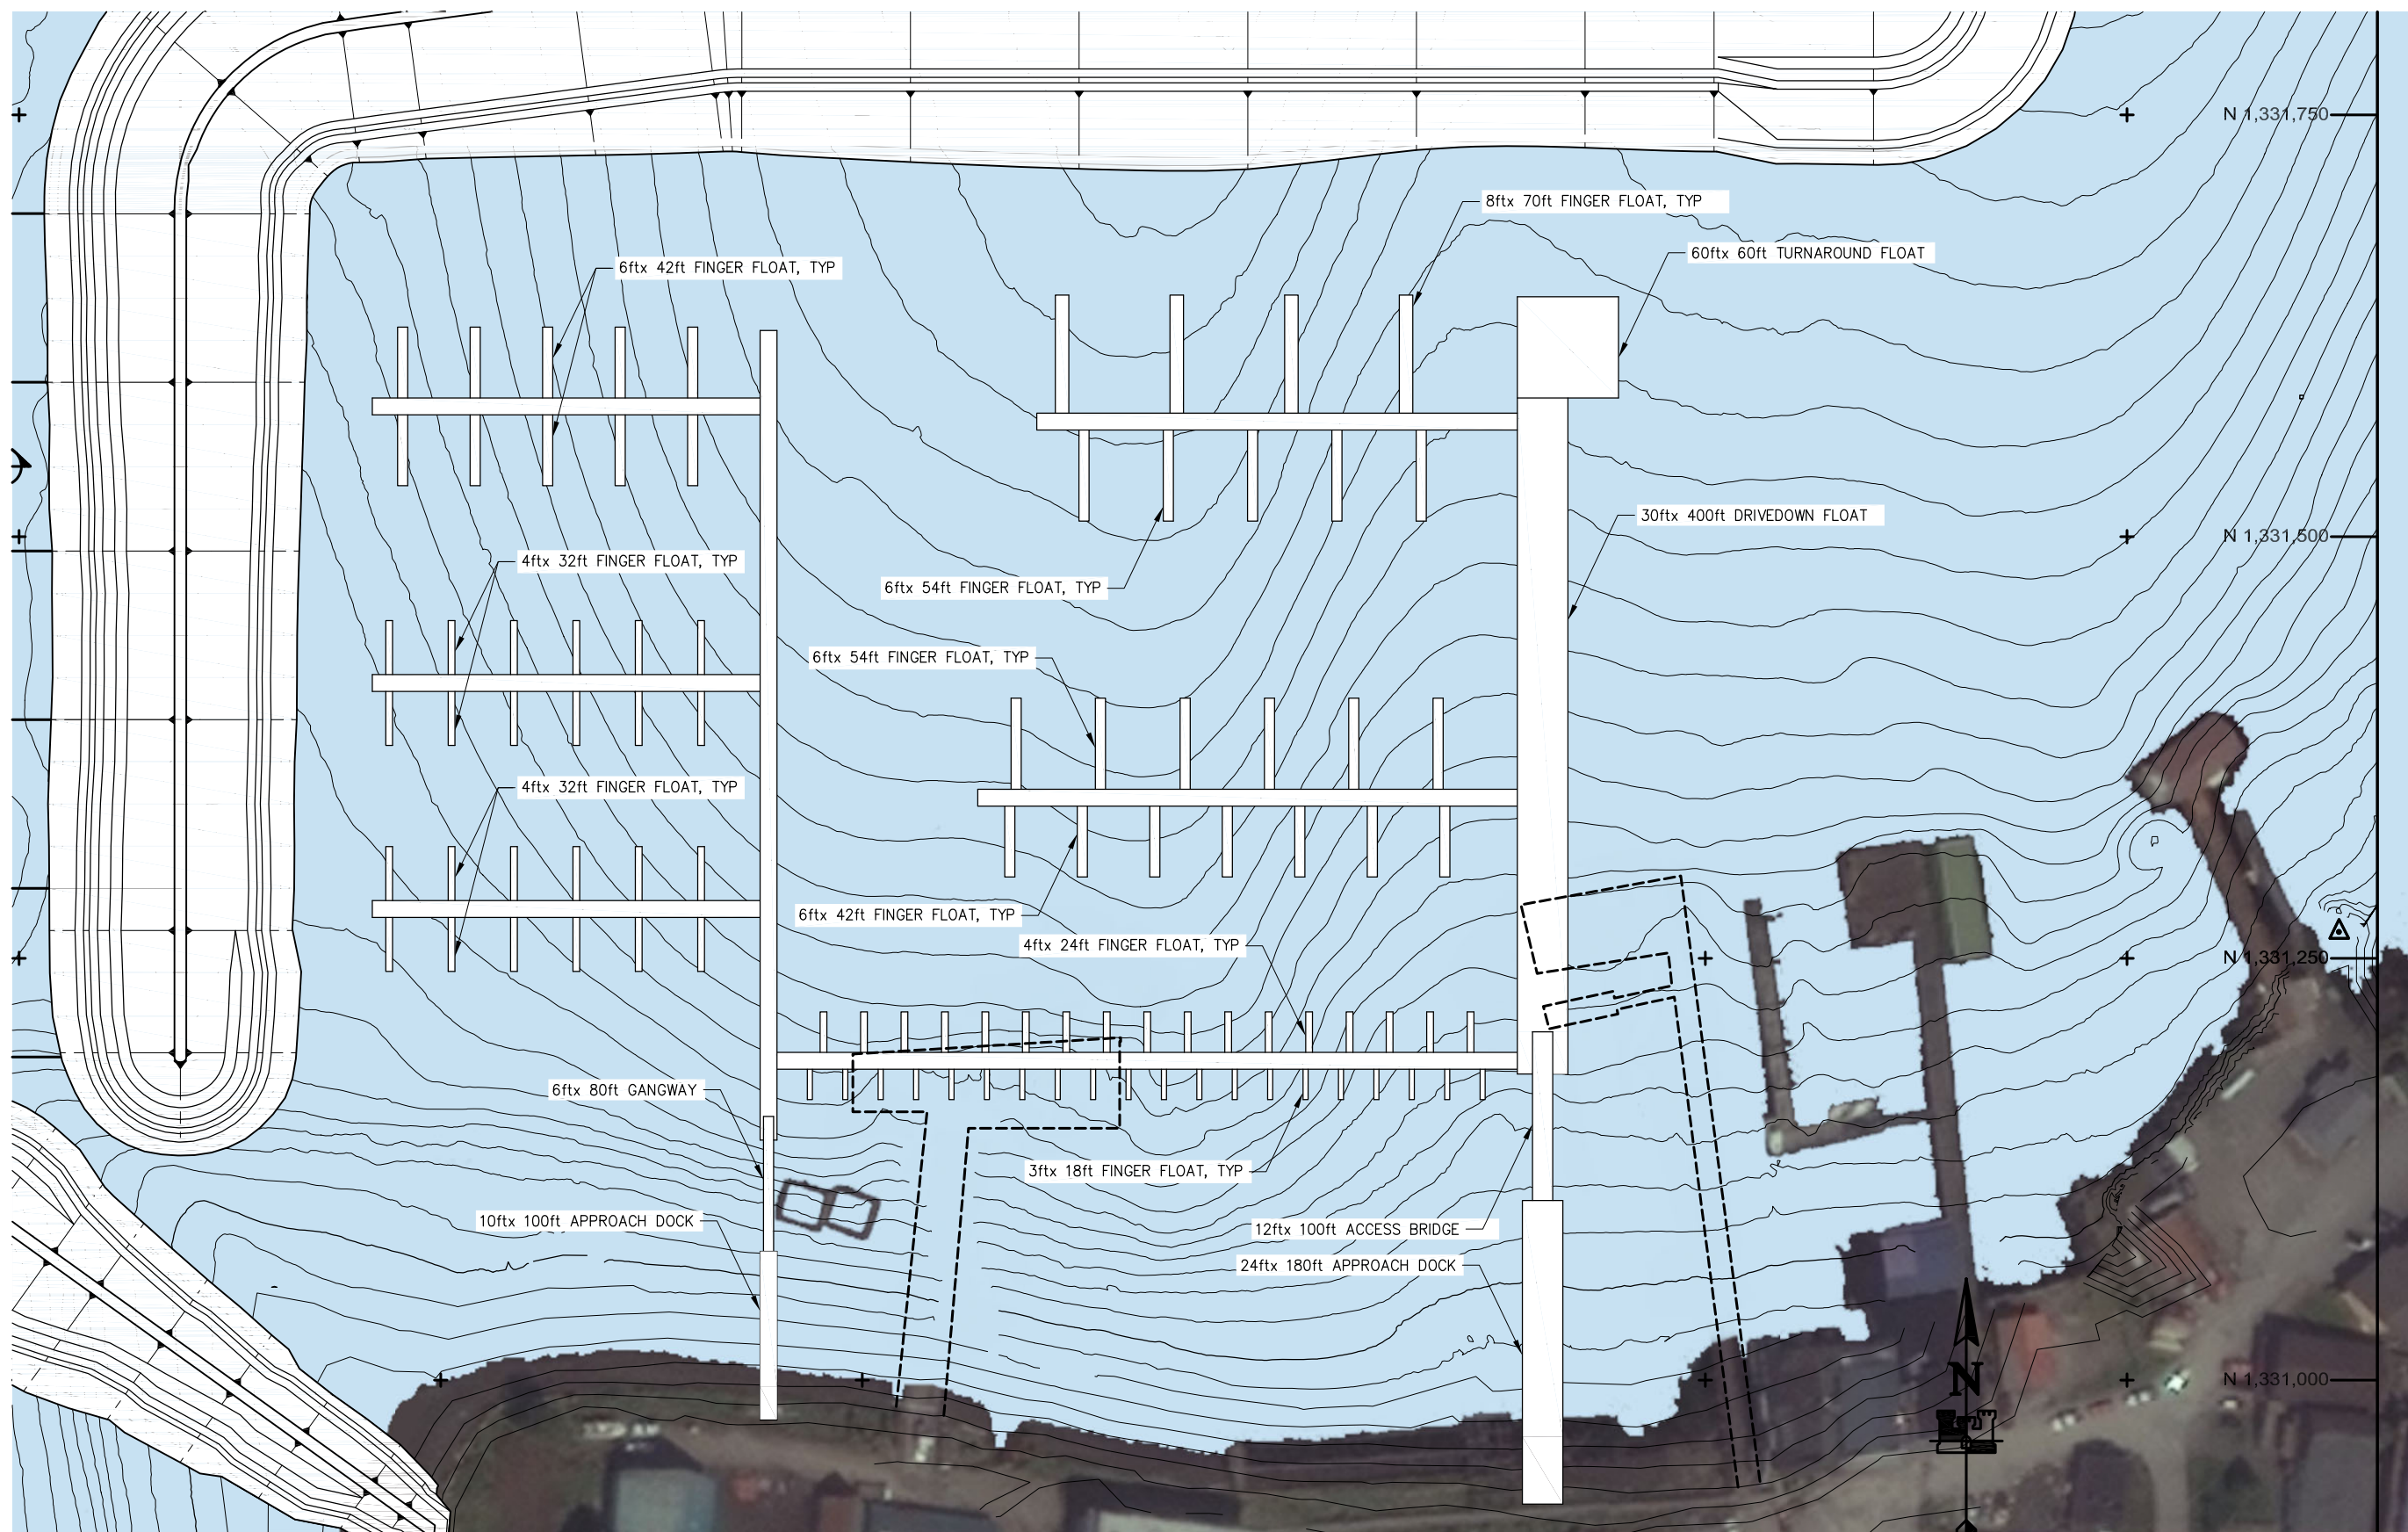 N 1,331,750
8ftx 70ft FINGER FLOAT, TYP
60ftx 60ft TURNAROUND FLOAT
6ftx 42ft FINGER FLOAT, TYP
30ftx 400ft DRIVEDOWN FLOAT
N 1,331,500
4ftx 32ft FINGER FLOAT, TYP
6ftx 54ft FINGER FLOAT, TYP
6ftx 54ft FINGER FLOAT, TYP
4ftx 32ft FINGER FLOAT, TYP
6ftx 42ft FINGER FLOAT, TYP
4ftx 24ft FINGER FLOAT, TYP
N 1,331,250
6ftx 80ft GANGWAY
3ftx 18ft FINGER FLOAT, TYP
10ftx 100ft APPROACH DOCK
12ftx 100ft ACCESS BRIDGE
24ftx 180ft APPROACH DOCK
N
N 1,331,000